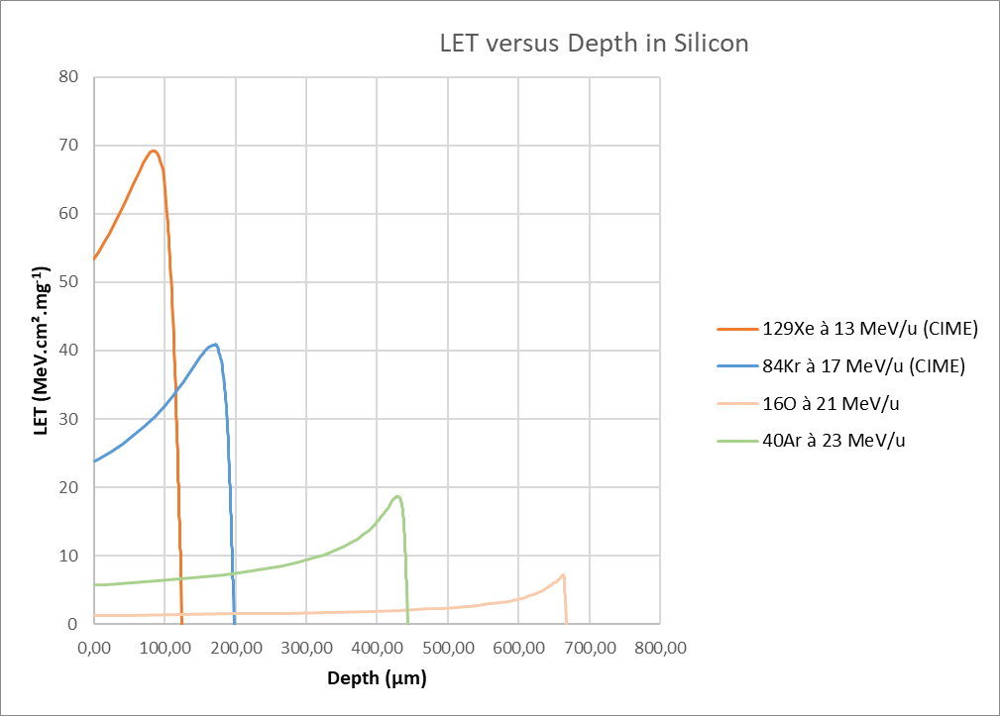 LET versus Depth in Silicon
80
70
60
50
40
30
20
10
0
LET (MeV.cm².mg⁻¹)
0,00 100,00 200,00 300,00 400,00 500,00 600,00 700,00 800,00
Depth (µm)
129Xe à 13 MeV/u (CIME)
84Kr à 17 MeV/u (CIME)
16O à 21 MeV/u
40Ar à 23 MeV/u